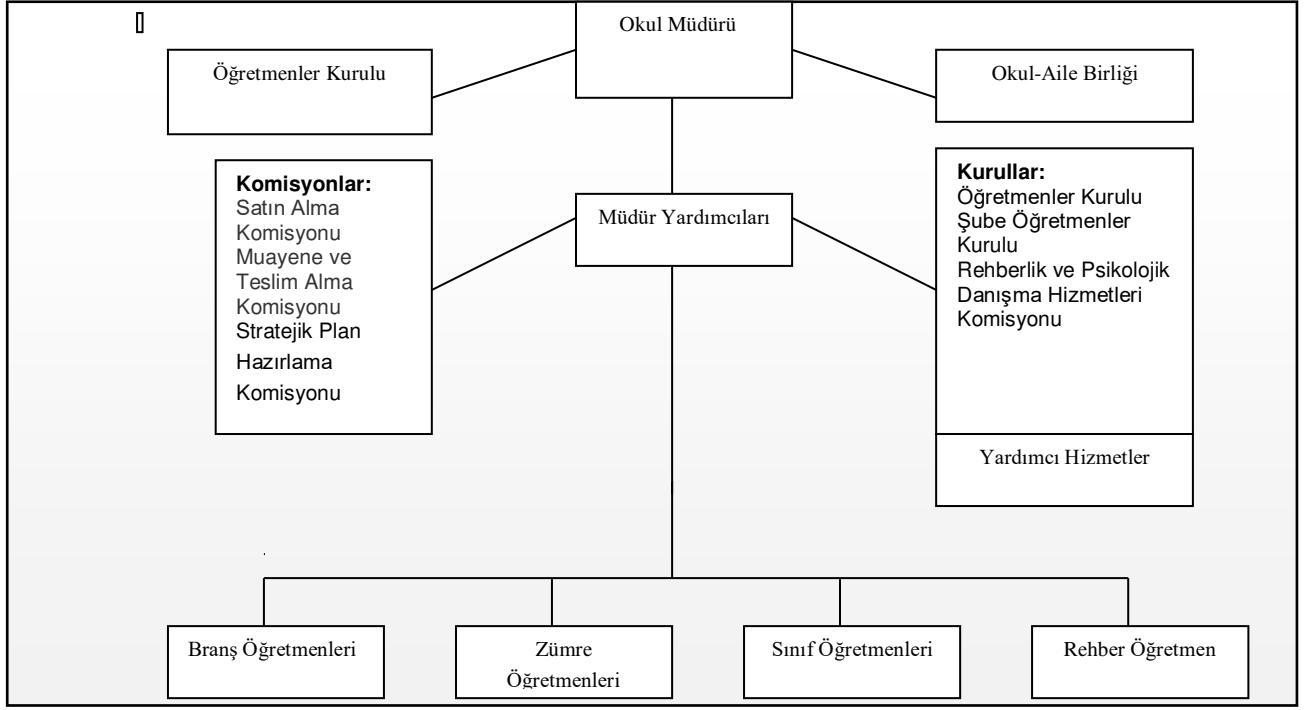 Okul Müdürü
Öğretmenler Kurulu
Okul-Aile Birliği
Komisyonlar:
Satın Alma
Komisyonu
Muayene ve
Teslim Alma
Komisyonu
Stratejik Plan
Hazırlama
Komisyonu
Müdür Yardımcıları
Kurullar:
Öğretmenler Kurulu
Şube Öğretmenler
Kurulu
Rehberlik ve Psikolojik
Danışma Hizmetleri
Komisyonu
Yardımcı Hizmetler
Branş Öğretmenleri
Zümre
Öğretmenleri
Sınıf Öğretmenleri
Rehber Öğretmen